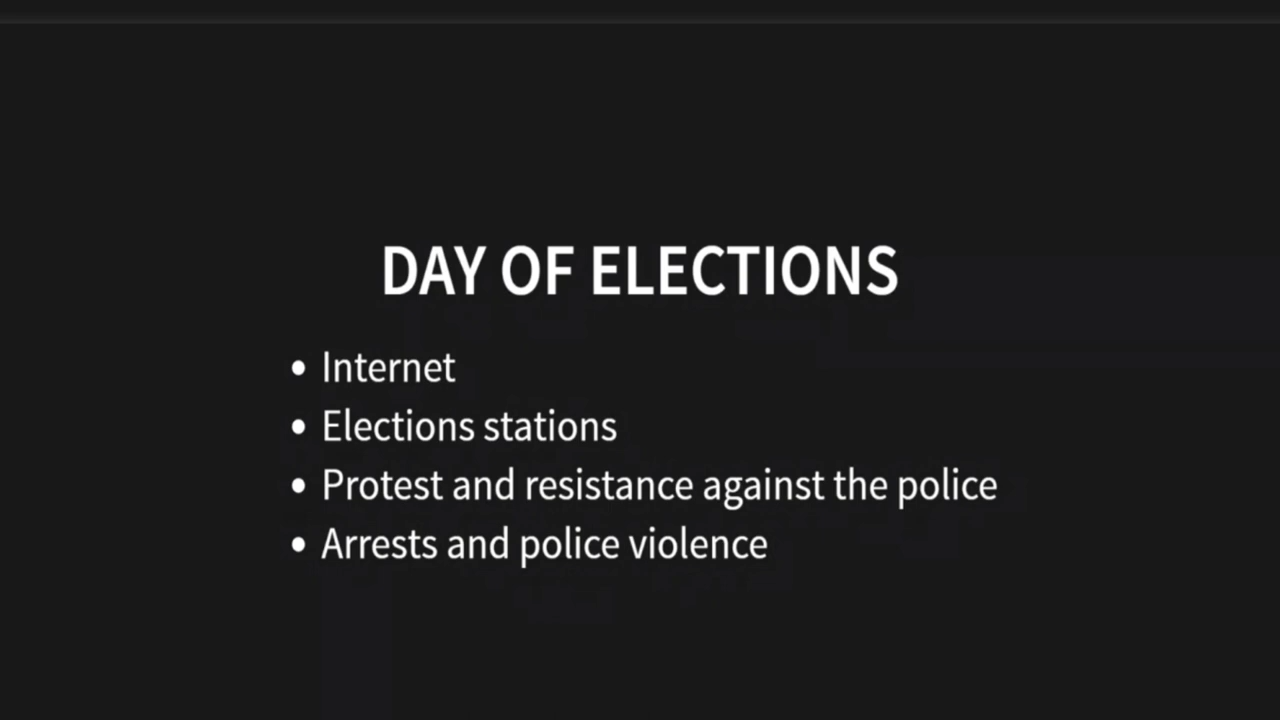 DAY OF ELECTIONS
• Internet
• Elections stations
• Protest and resistance against the police
• Arrests and police violence